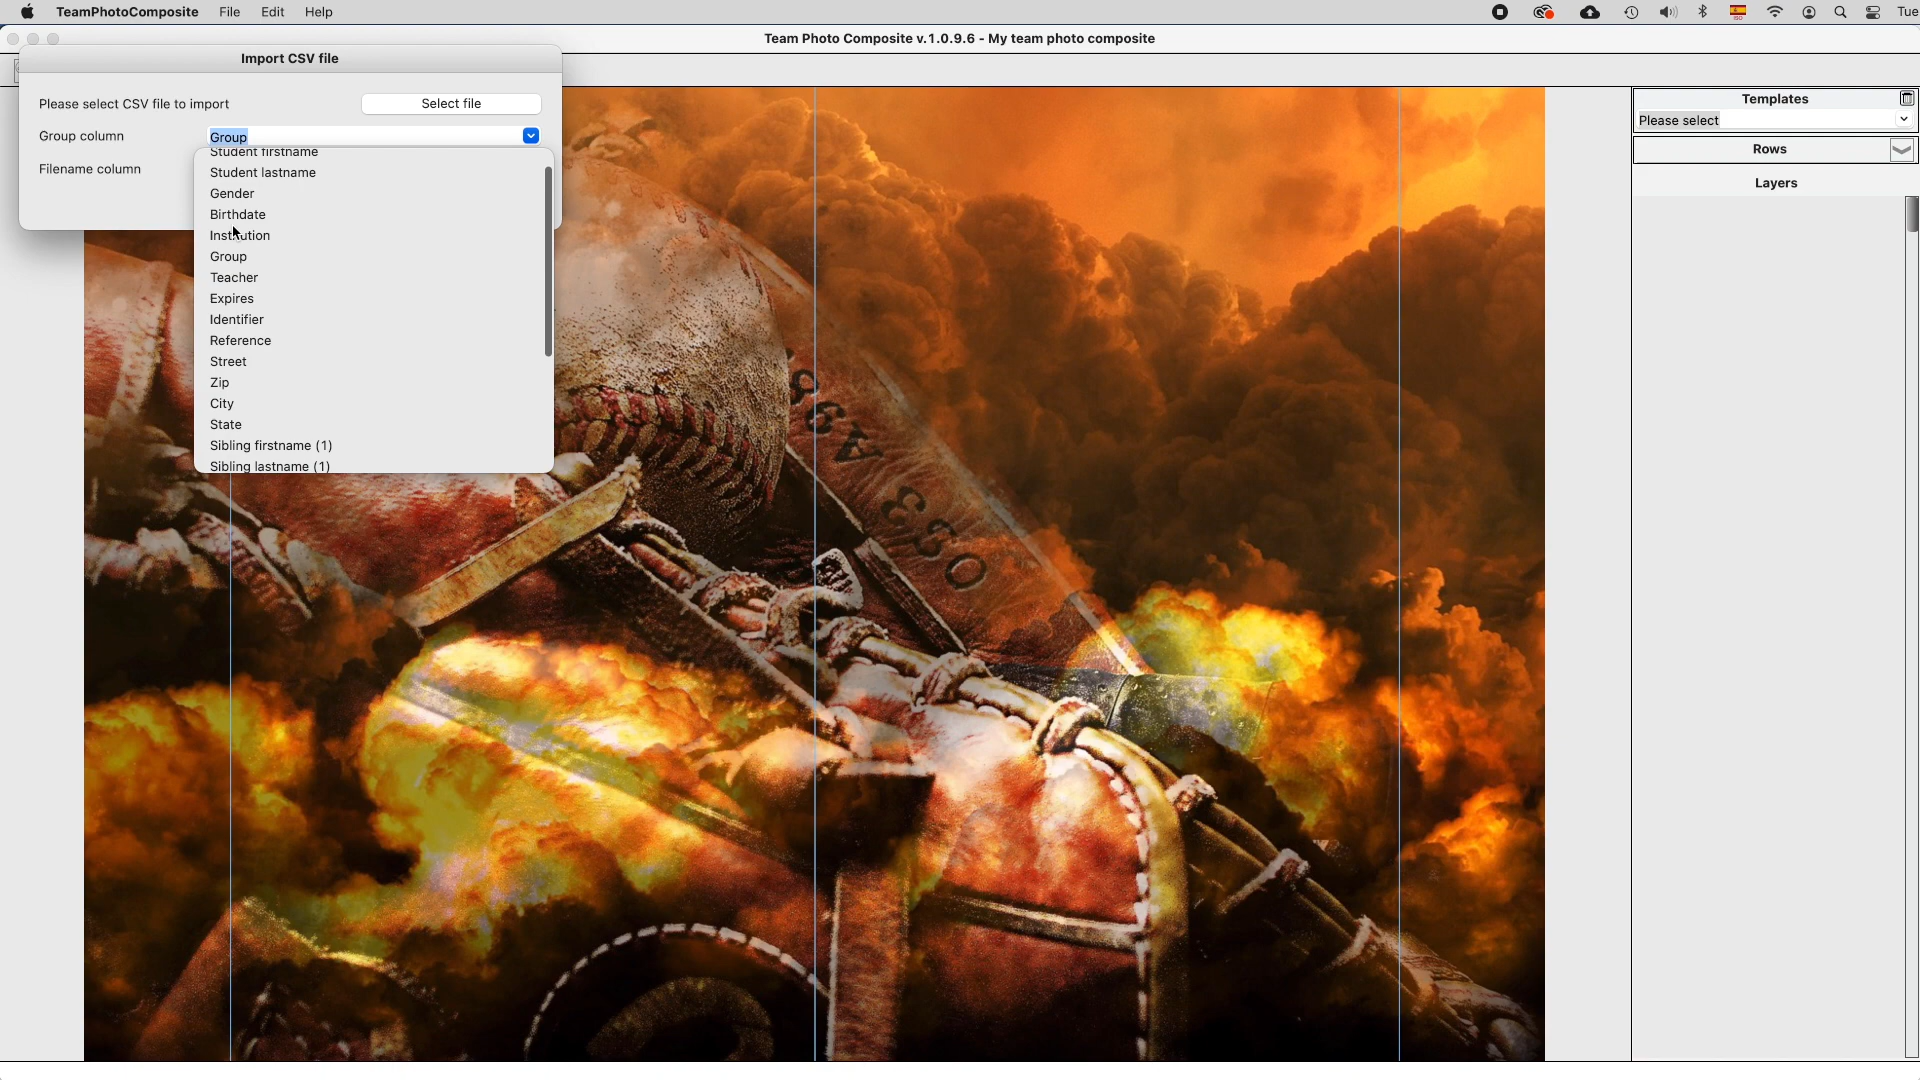 TeamPhotoComposite File Edit Help Tue
Team Photo Composite v.1.0.9.6 - My team photo composite
Import CSV file
Please select CSV file to import Select file
Group column Group
Filename column
Student firstname
Student lastname
Gender
Birthdate
Institution
Group
Teacher
Expires
Identifier
Reference
Street
Zip
City
State
Sibling firstname (1)
Sibling lastname (1)
Templates
Please select
Rows
Layers